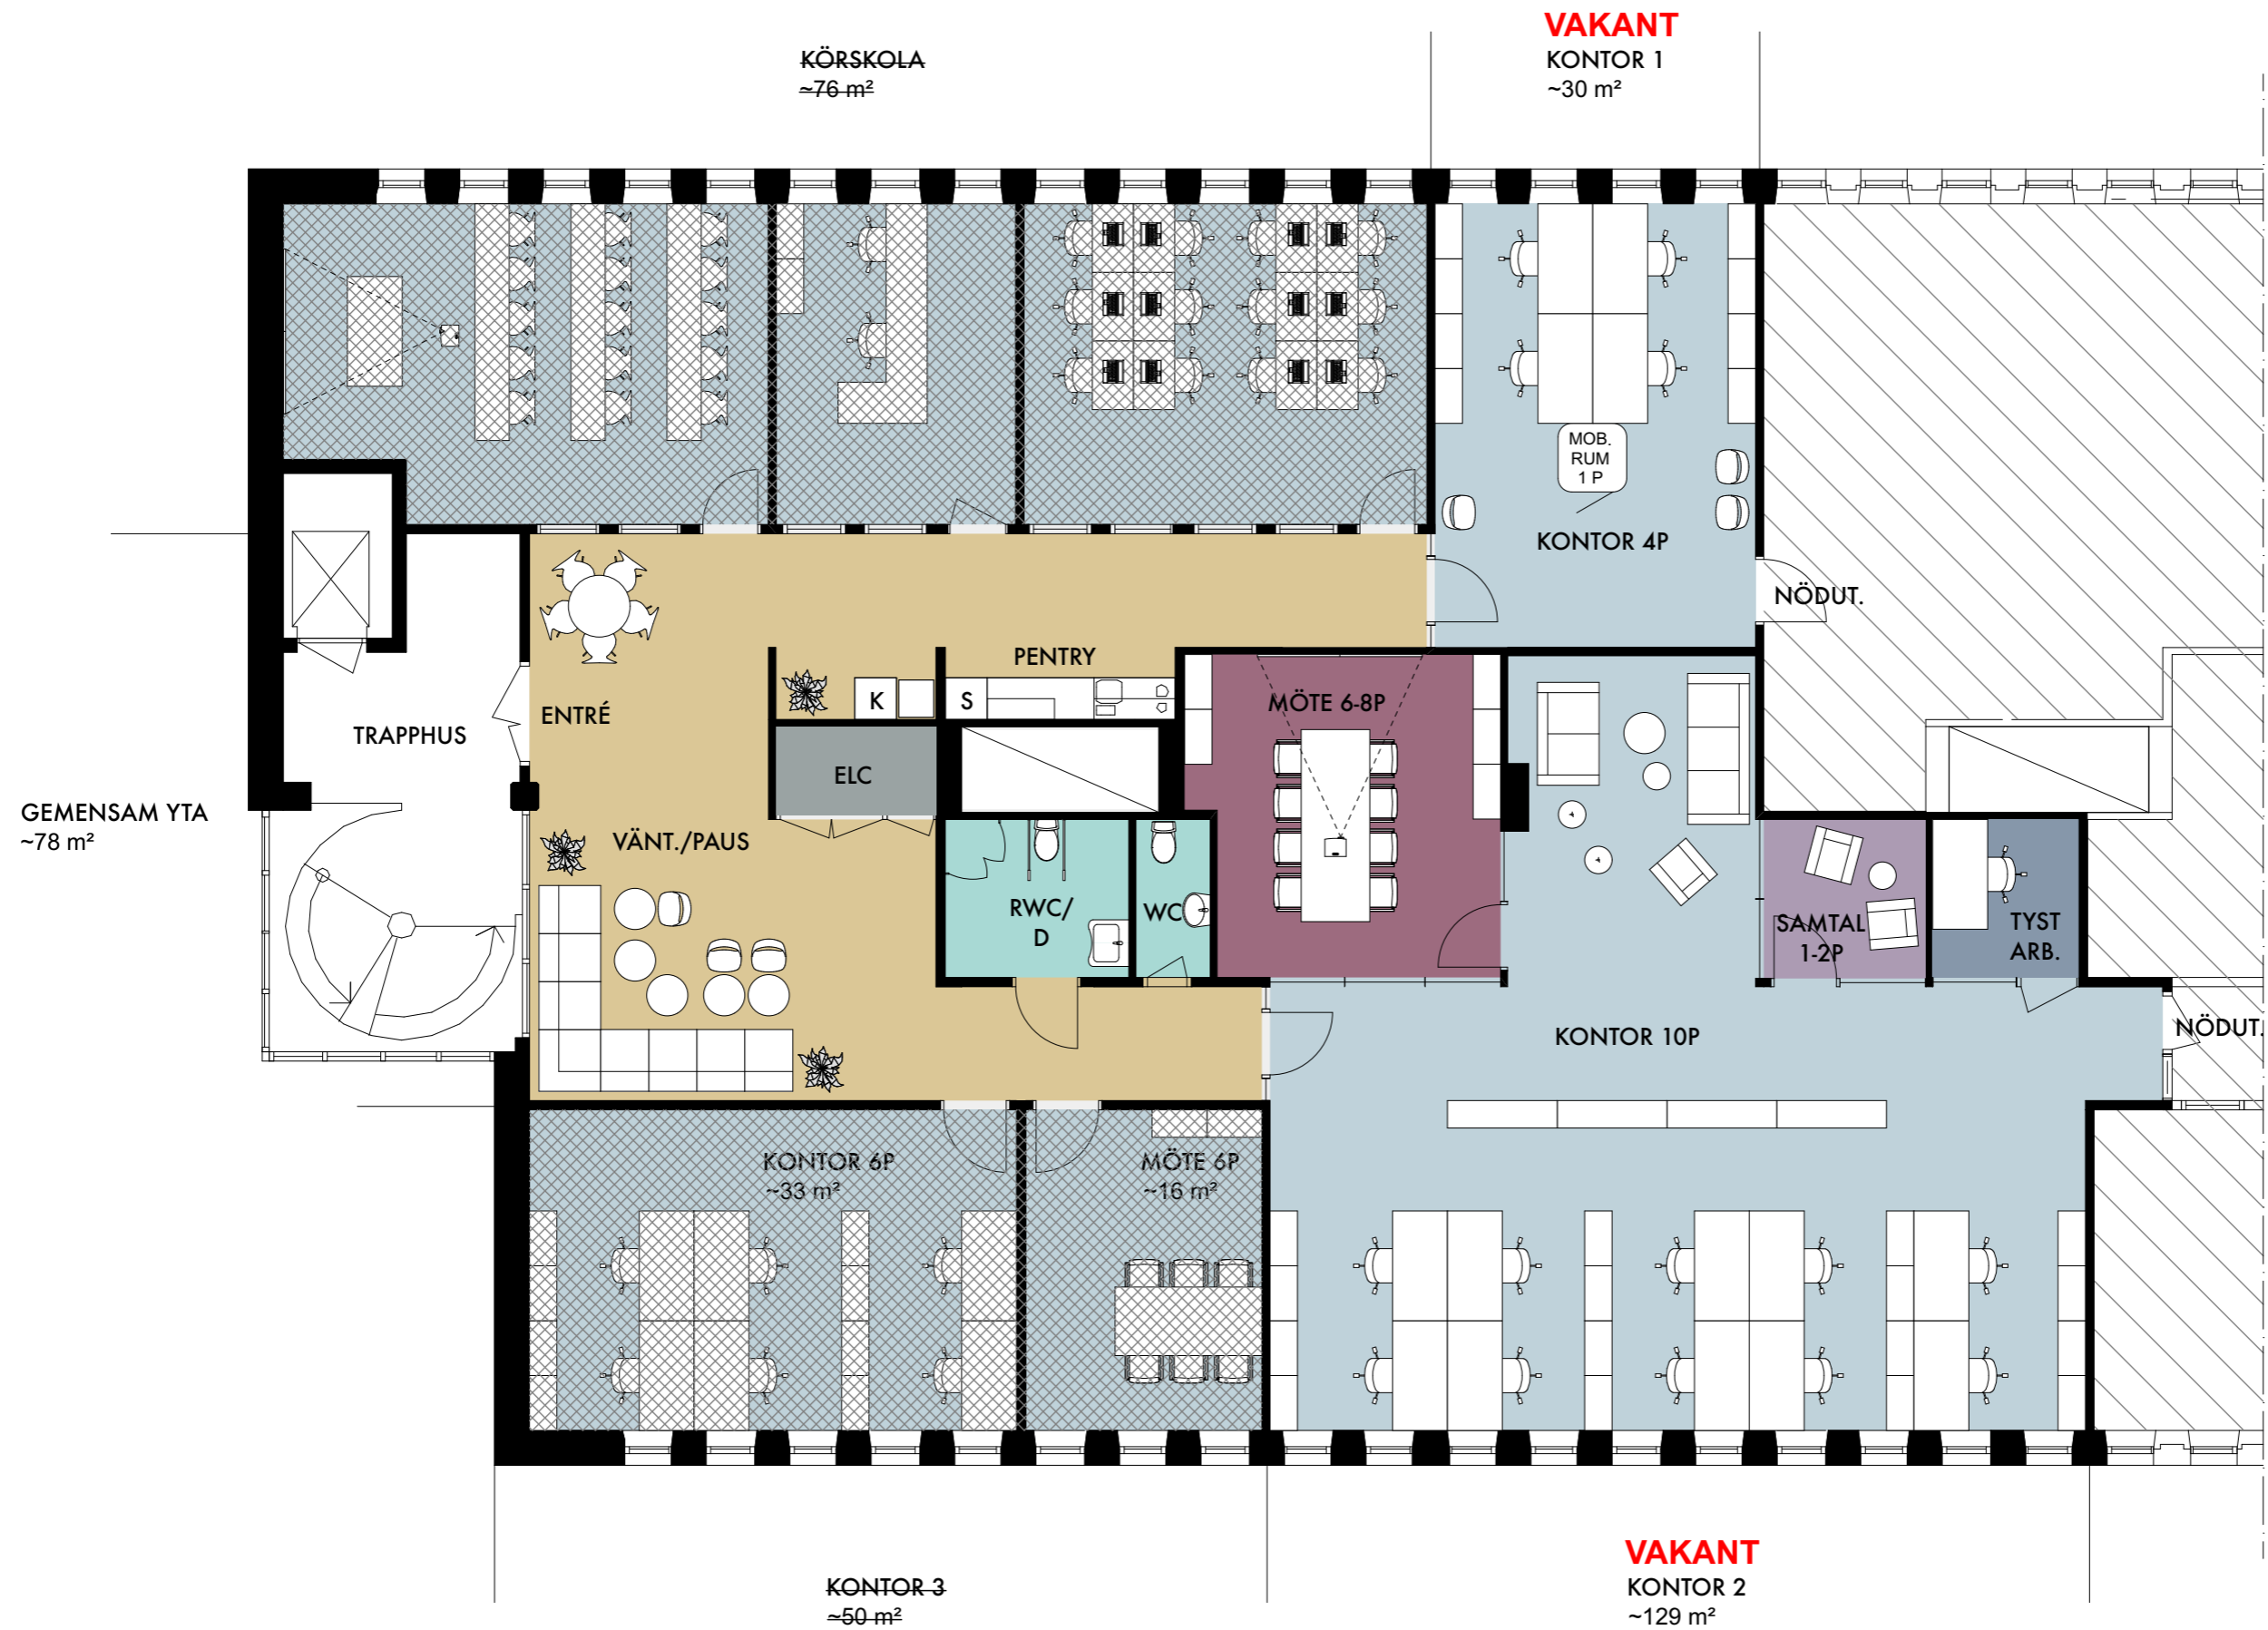 VAKANT
KÖRSKOLA
~76 m²
KONTOR 1
~30 m²
MOB.
RUM
1 P
KONTOR 4P
NÖDUT.
PENTRY
K
S
MÖTE 6-8P
ENTRÉ
TRAPPHUS
ELC
GEMENSAM YTA
~78 m²
VÄNT./PAUS
RWC/
D
WC
SAMTAL
1-2P
TYST
ARB.
KONTOR 10P
NÖDUT.
KONTOR 6P
~33 m²
MÖTE 6P
~16 m²
VAKANT
KONTOR 3
~50 m²
KONTOR 2
~129 m²